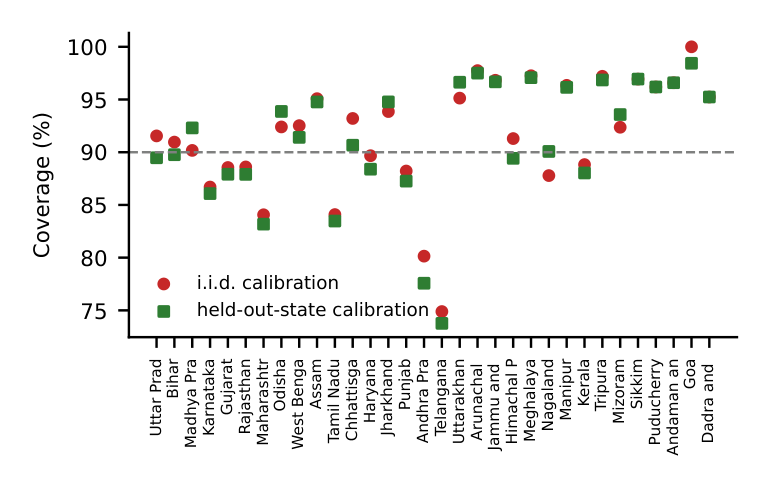 100
95
90
85
80
75
Coverage (%)
i.i.d. calibration
held-out-state calibration
Uttar Prad
Bihar
Madhya Pra
Karnataka
Gujarat
Rajasthan
Maharashtr
Odisha
West Benga
Assam
Tamil Nadu
Chhattisga
Haryana
Jharkhand
Punjab
Andhra Pra
Telangana
Uttarakhan
Arunachal
Jammu and
Himachal P
Meghalaya
Nagaland
Manipur
Kerala
Tripura
Mizoram
Sikkim
Puducherry
Andaman an
Goa
Dadra and